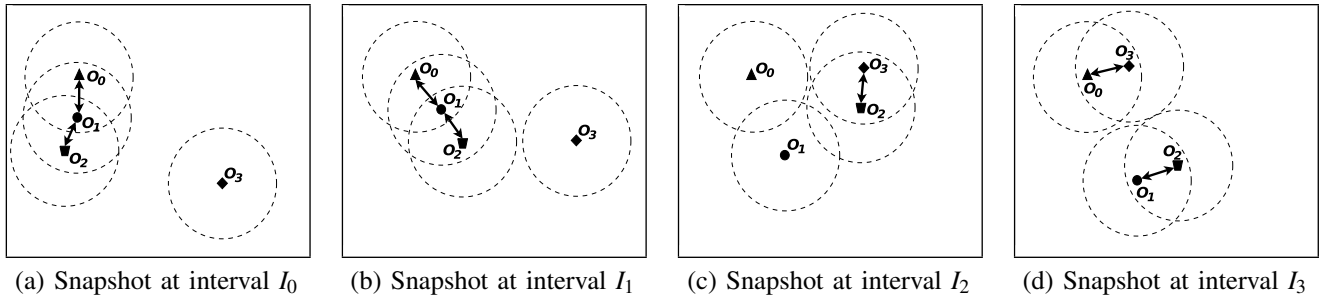 O0
O1
O2
O3
(a) Snapshot at interval I0
O0
O1
O2
O3
(b) Snapshot at interval I1
O0
O3
O2
O1
(c) Snapshot at interval I2
O3
O0
O2
O1
(d) Snapshot at interval I3